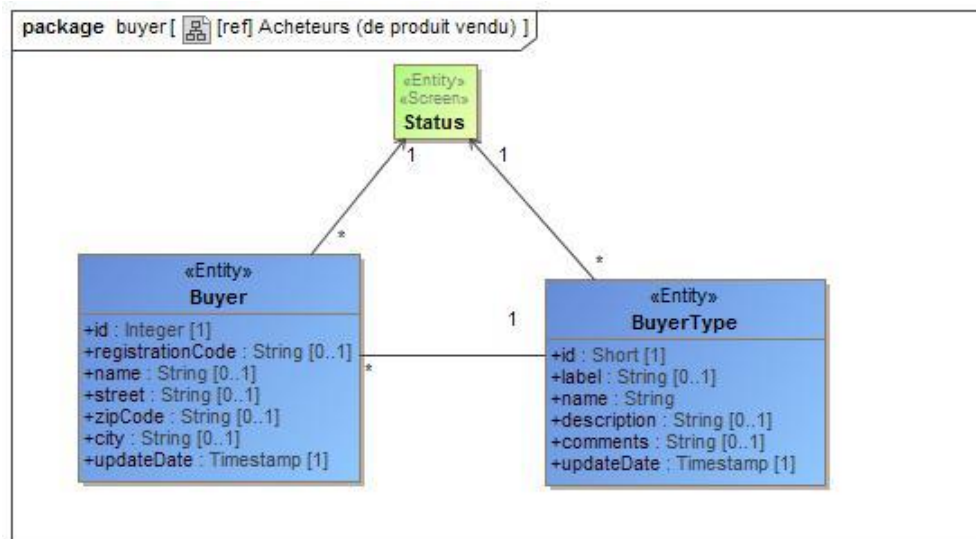 package buyer[ [ref] Acheteurs (de produit vendu) ]
«Entity»
«Screen»
Status
1
1
*
*
«Entity»
Buyer
+id : Integer [1]
+registrationCode : String [0..1]
+name : String [0..1]
+street : String [0..1]
+zipCode : String [0..1]
+city : String [0..1]
+updateDate : Timestamp [1]
1
*
«Entity»
BuyerType
+id : Short [1]
+label : String [0..1]
+name : String
+description : String [0..1]
+comments : String [0..1]
+updateDate : Timestamp [1]